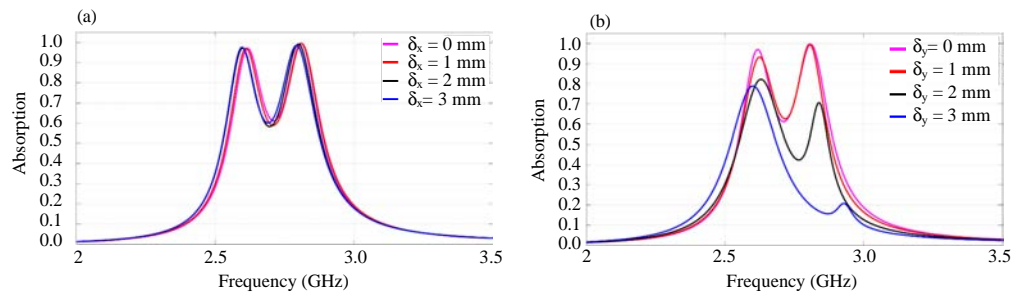 (a)
1.0
0.9
0.8
0.7
0.6
0.5
0.4
0.3
0.2
0.1
0.0
Absorption
δx = 0 mm
δx = 1 mm
δx = 2 mm
δx= 3 mm
2 2.5 3.0 3.5
Frequency (GHz)
(b)
1.0
0.9
0.8
0.7
0.6
0.5
0.4
0.3
0.2
0.1
0.0
Absorption
δy= 0 mm
δy = 1 mm
δy = 2 mm
δy = 3 mm
2 2.5 3.0 3.5
Frequency (GHz)